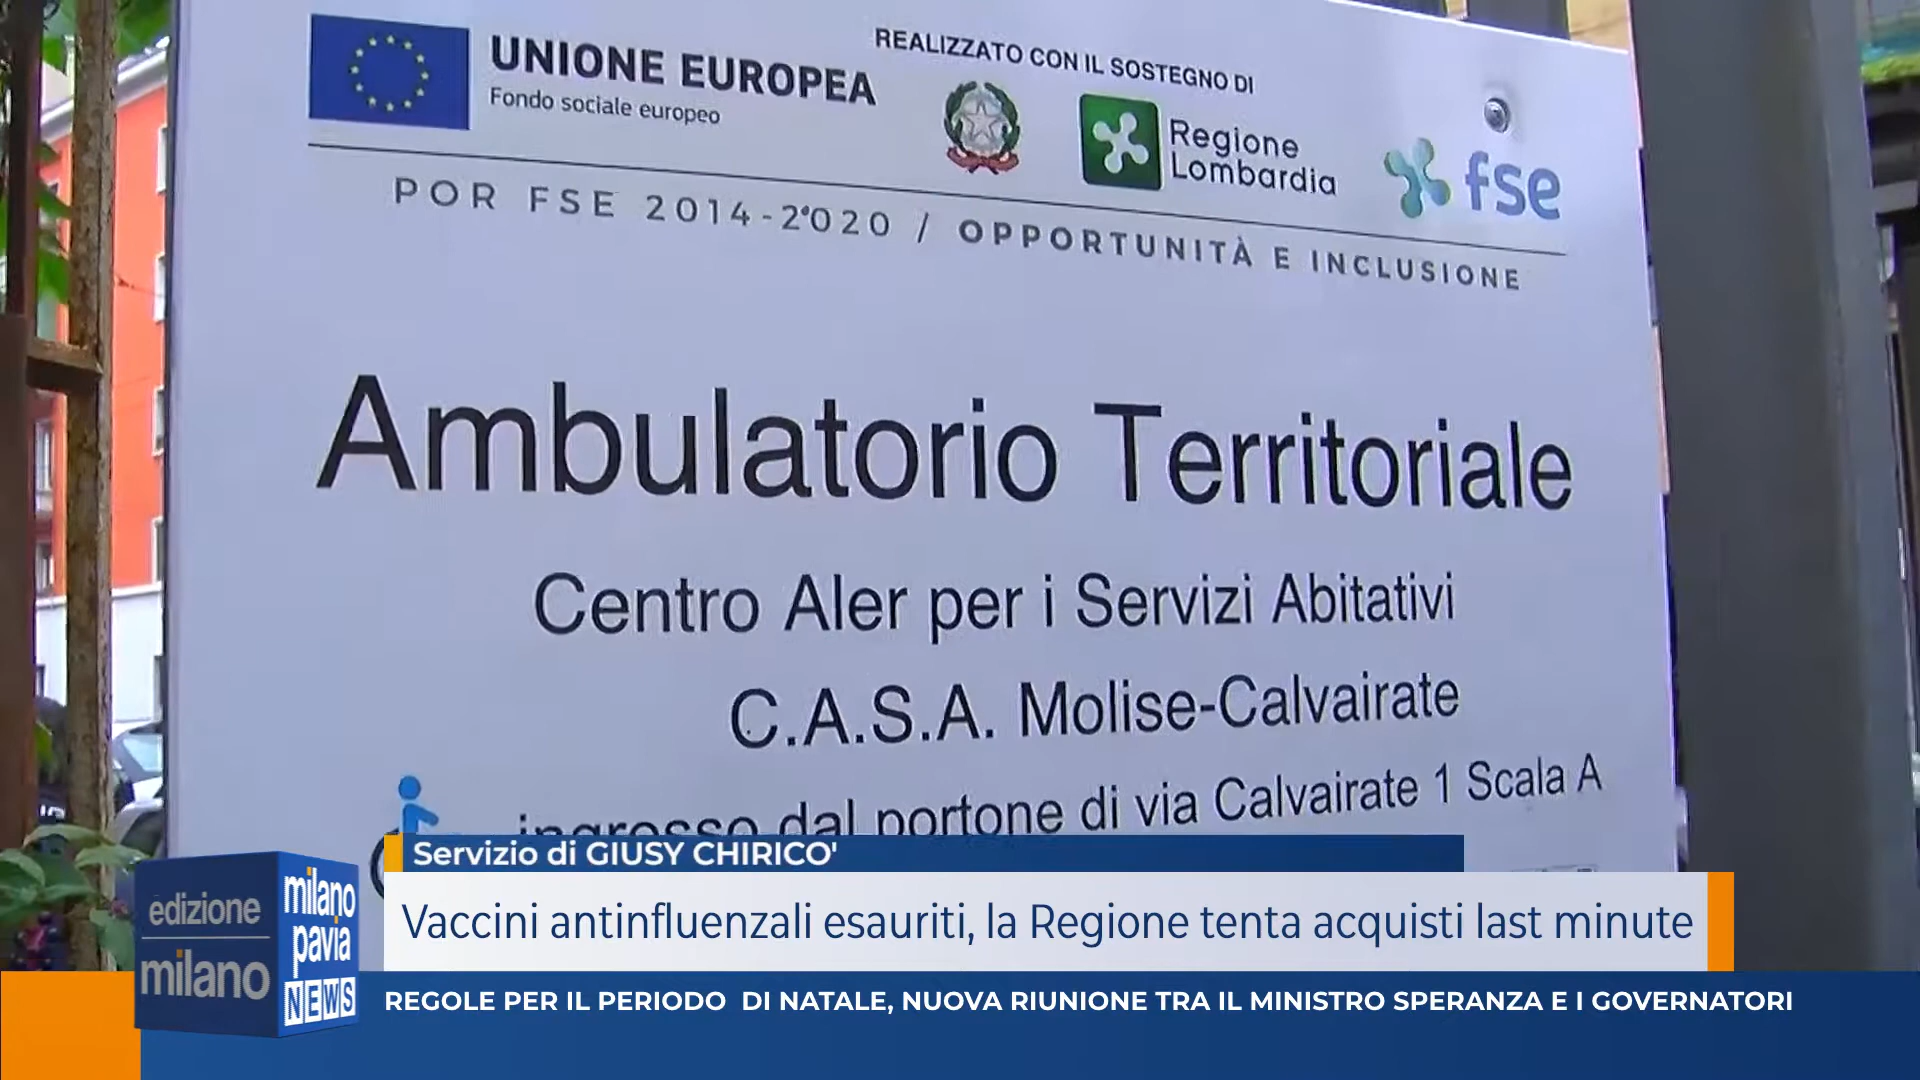 UNIONE EUROPEA
Fondo sociale europeo
REALIZZATO CON IL SOSTEGNO DI
Regione
Lombardia
fse
POR FSE 2014-2020 / OPPORTUNITÀ E INCLUSIONE
Ambulatorio Territoriale
Centro Aler per i Servizi Abitativi
C.A.S.A. Molise-Calvairate
ingresso dal portone di via Calvairate 1 Scala A
Servizio di GIUSY CHIRICO'
Vaccini antinfluenzali esauriti, la Regione tenta acquisti last minute
edizione
milano
milano
pavia
NEWS
REGOLE PER IL PERIODO DI NATALE, NUOVA RIUNIONE TRA IL MINISTRO SPERANZA E I GOVERNATORI